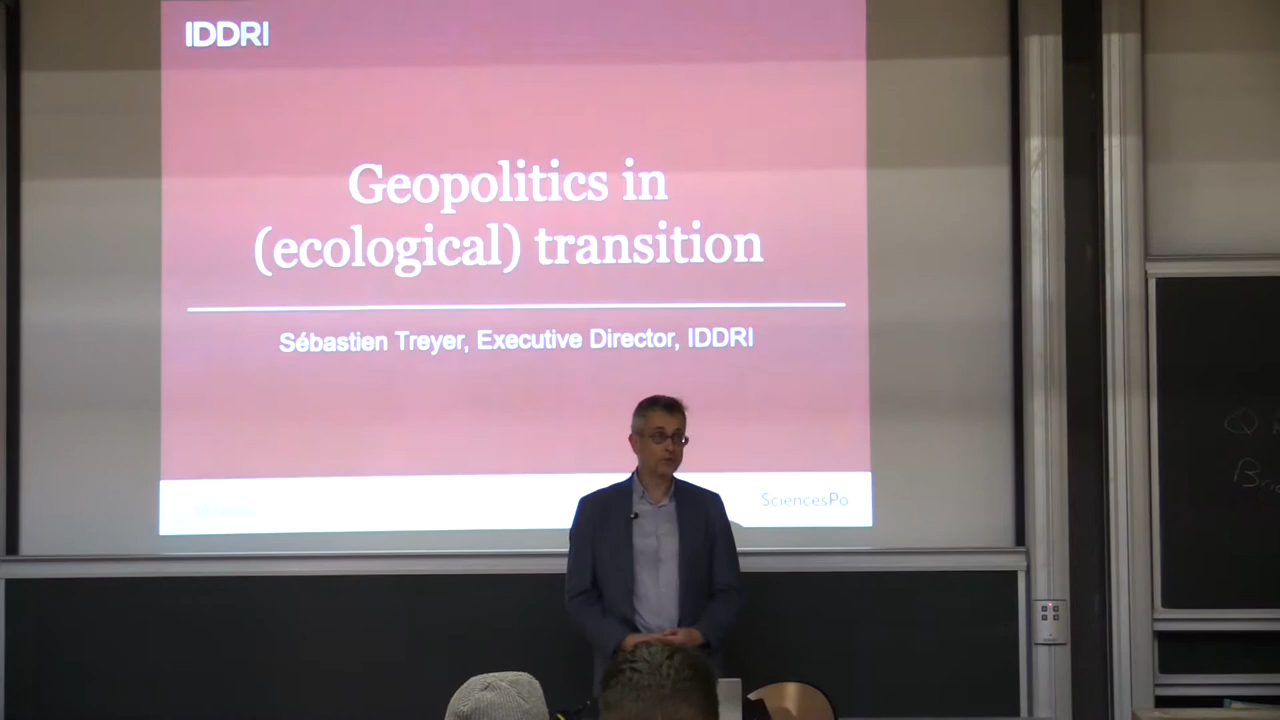 IDDRI
Geopolitics in
(ecological) transition
Sébastien Treyer, Executive Director, IDDRI
SciencesPo